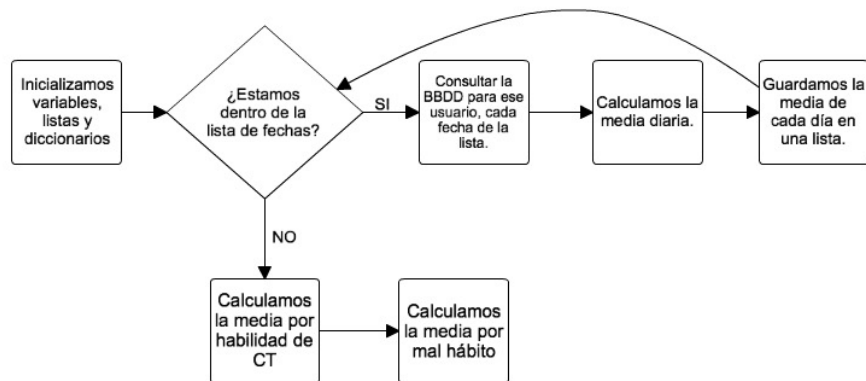 Inicializamos
variables,
listas y
diccionarios
¿Estamos
dentro de la
lista de fechas?
SI
Consultar la
BBDD para ese
usuario, cada
fecha de la
lista.
Calculamos la
media diaria.
Guardamos la
media de
cada día en
una lista.
NO
Calculamos
la media por
habilidad de
CT
Calculamos
la media por
mal hábito